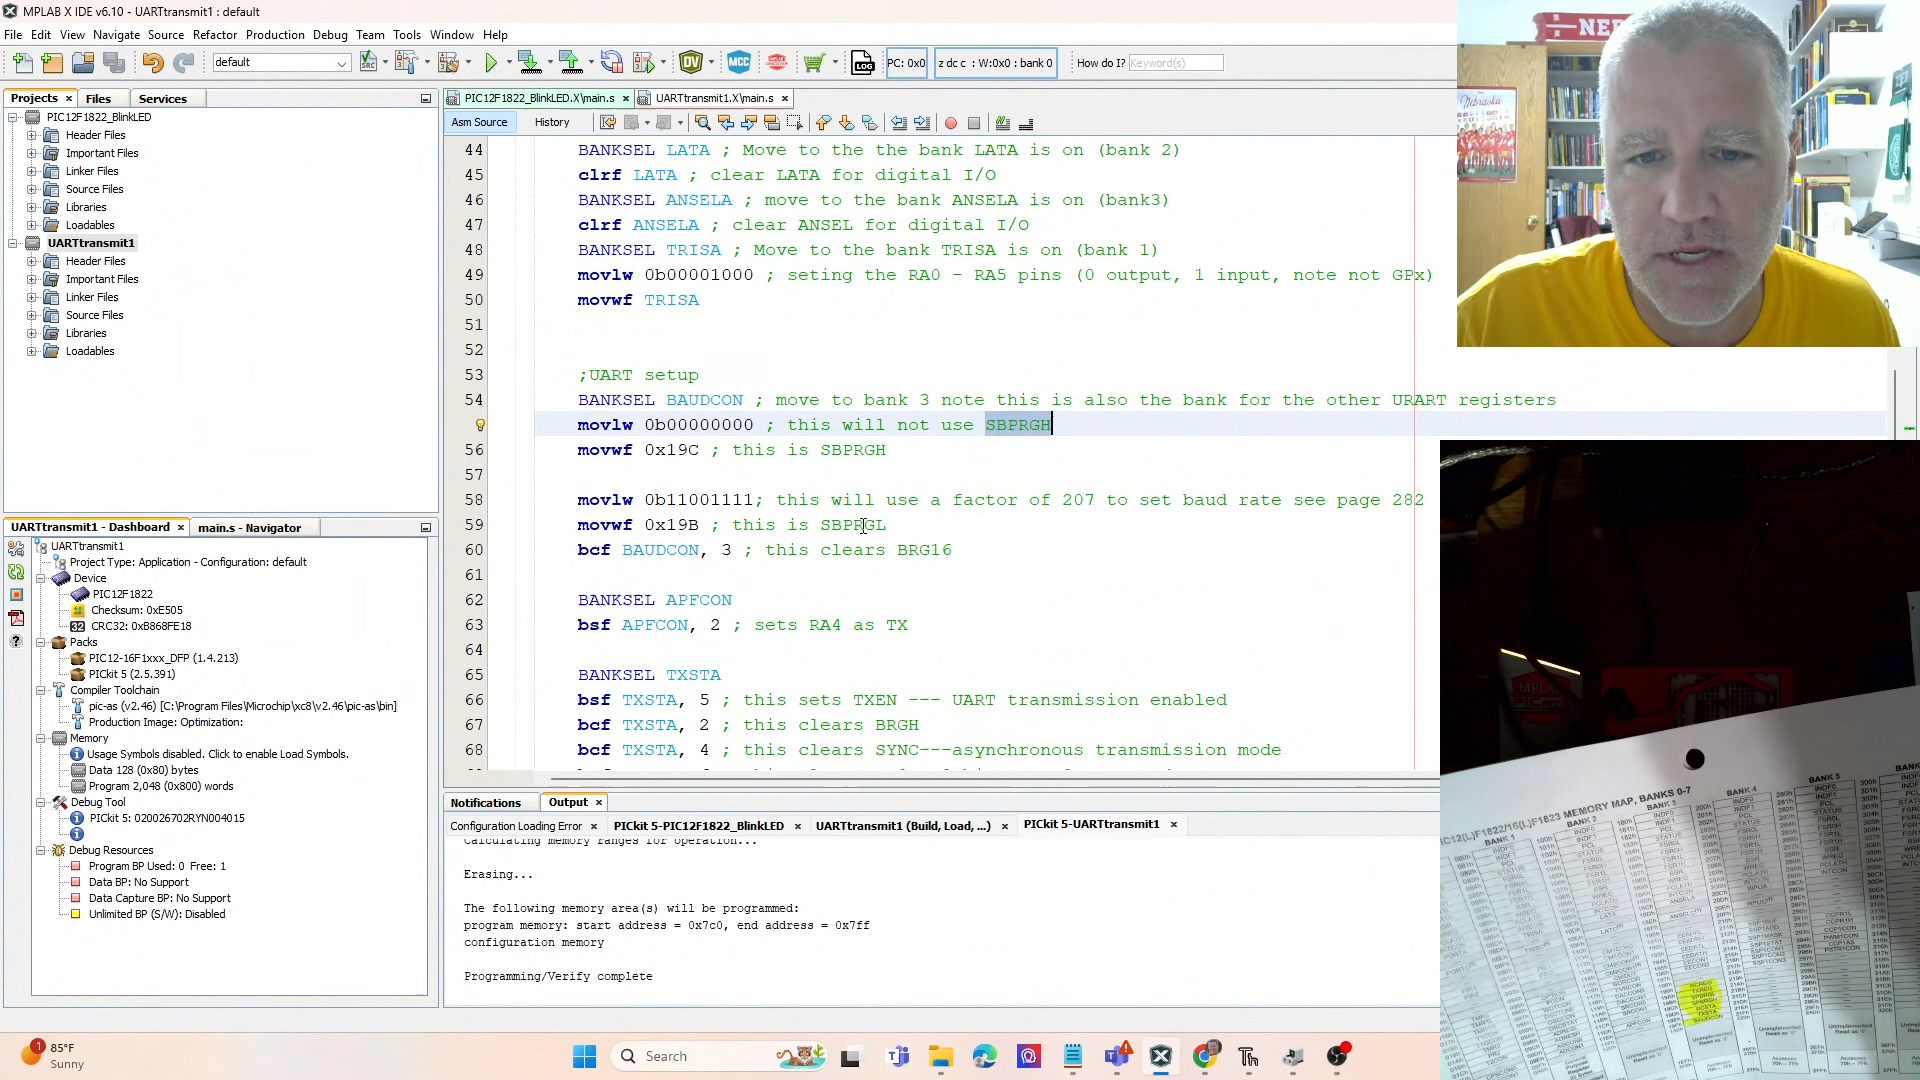 MPLAB X IDE v6.10 - UARTtransmit1 : default
File Edit View Navigate Source Refactor Production Debug Team Tools Window Help
default PC: 0x0 z dc c : W:0x0 : bank 0 How do I? Keyword(s)
Projects Files Services
PIC12F1822_BlinkLED
Header Files
Important Files
Linker Files
Source Files
Libraries
Loadables
UARTtransmit1
Header Files
Important Files
Linker Files
Source Files
Libraries
Loadables
PIC12F1822_BlinkLED.X\main.s UARTtransmit1.X\main.s
Asm Source History
44 BANKSEL LATA ; Move to the the bank LATA is on (bank 2)
45 clrf LATA ; clear LATA for digital I/O
46 BANKSEL ANSELA ; move to the bank ANSELA is on (bank3)
47 clrf ANSELA ; clear ANSEL for digital I/O
48 BANKSEL TRISA ; Move to the bank TRISA is on (bank 1)
49 movlw 0b00001000 ; seting the RA0 - RA5 pins (0 output, 1 input, note not GPx)
50 movwf TRISA
51
52
53 ;UART setup
54 BANKSEL BAUDCON ; move to bank 3 note this is also the bank for the other URART registers
movlw 0b00000000 ; this will not use SBPRGH
56 movwf 0x19C ; this is SBPRGH
57
58 movlw 0b11001111; this will use a factor of 207 to set baud rate see page 282
59 movwf 0x19B ; this is SBPRGL
60 bcf BAUDCON, 3 ; this clears BRG16
61
62 BANKSEL APFCON
63 bsf APFCON, 2 ; sets RA4 as TX
64
65 BANKSEL TXSTA
66 bsf TXSTA, 5 ; this sets TXEN --- UART transmission enabled
67 bcf TXSTA, 2 ; this clears BRGH
68 bcf TXSTA, 4 ; this clears SYNC---asynchronous transmission mode
UARTtransmit1 - Dashboard main.s - Navigator
UARTtransmit1
Project Type: Application - Configuration: default
Device
PIC12F1822
Checksum: 0xE505
CRC32: 0xB868FE18
Packs
PIC12-16F1xxx_DFP (1.4.213)
PICkit 5 (2.5.391)
Compiler Toolchain
pic-as (v2.46) [C:\Program Files\Microchip\xc8\v2.46\pic-as\bin]
Production Image: Optimization:
Memory
Usage Symbols disabled. Click to enable Load Symbols.
Data 128 (0x80) bytes
Program 2,048 (0x800) words
Debug Tool
PICkit 5: 020026702RYN004015
Debug Resources
Program BP Used: 0 Free: 1
Data BP: No Support
Data Capture BP: No Support
Unlimited BP (S/W): Disabled
Notifications Output
Configuration Loading Error PICkit 5-PIC12F1822_BlinkLED UARTtransmit1 (Build, Load, ...) PICkit 5-UARTtransmit1
Calculating memory ranges for operation...
Erasing...
The following memory area(s) will be programmed:
program memory: start address = 0x7c0, end address = 0x7ff
configuration memory
Programming/Verify complete
MPLAB
MEMORY MAP, BANKS 0-7
BANK 1 BANK 2 BANK 3 BANK 4 BANK 5
1 85°F
Sunny
Search